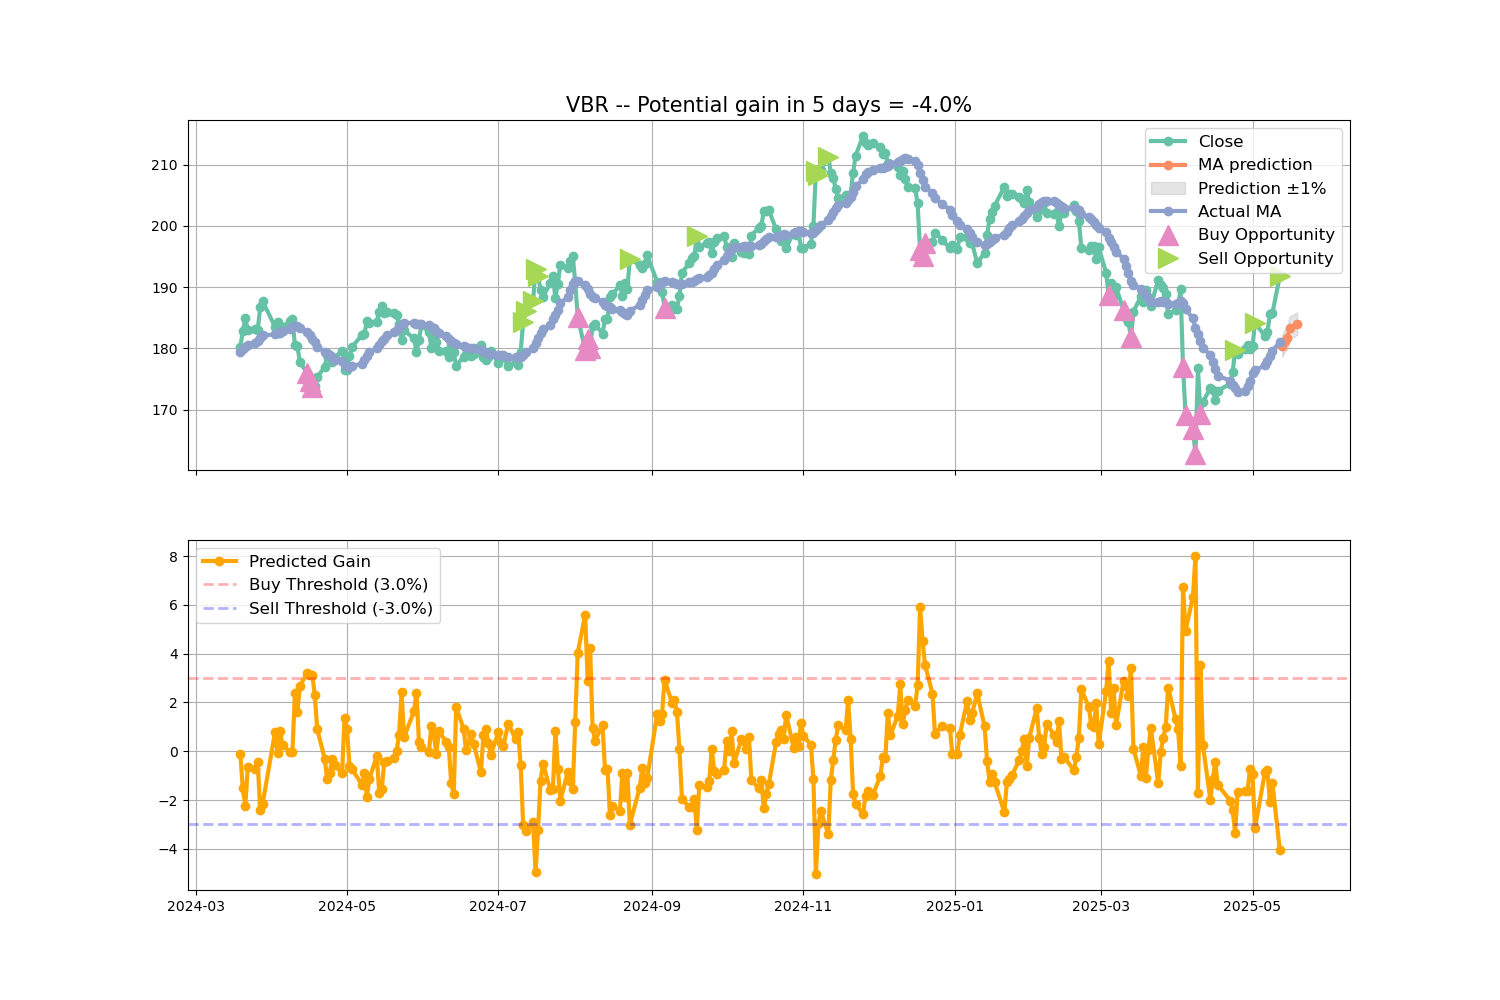 VBR -- Potential gain in 5 days = -4.0%
210
200
190
180
170
Close
MA prediction
Prediction ±1%
Actual MA
Buy Opportunity
Sell Opportunity
8
6
4
2
0
−2
−4
Predicted Gain
Buy Threshold (3.0%)
Sell Threshold (-3.0%)
2024-03
2024-05
2024-07
2024-09
2024-11
2025-01
2025-03
2025-05